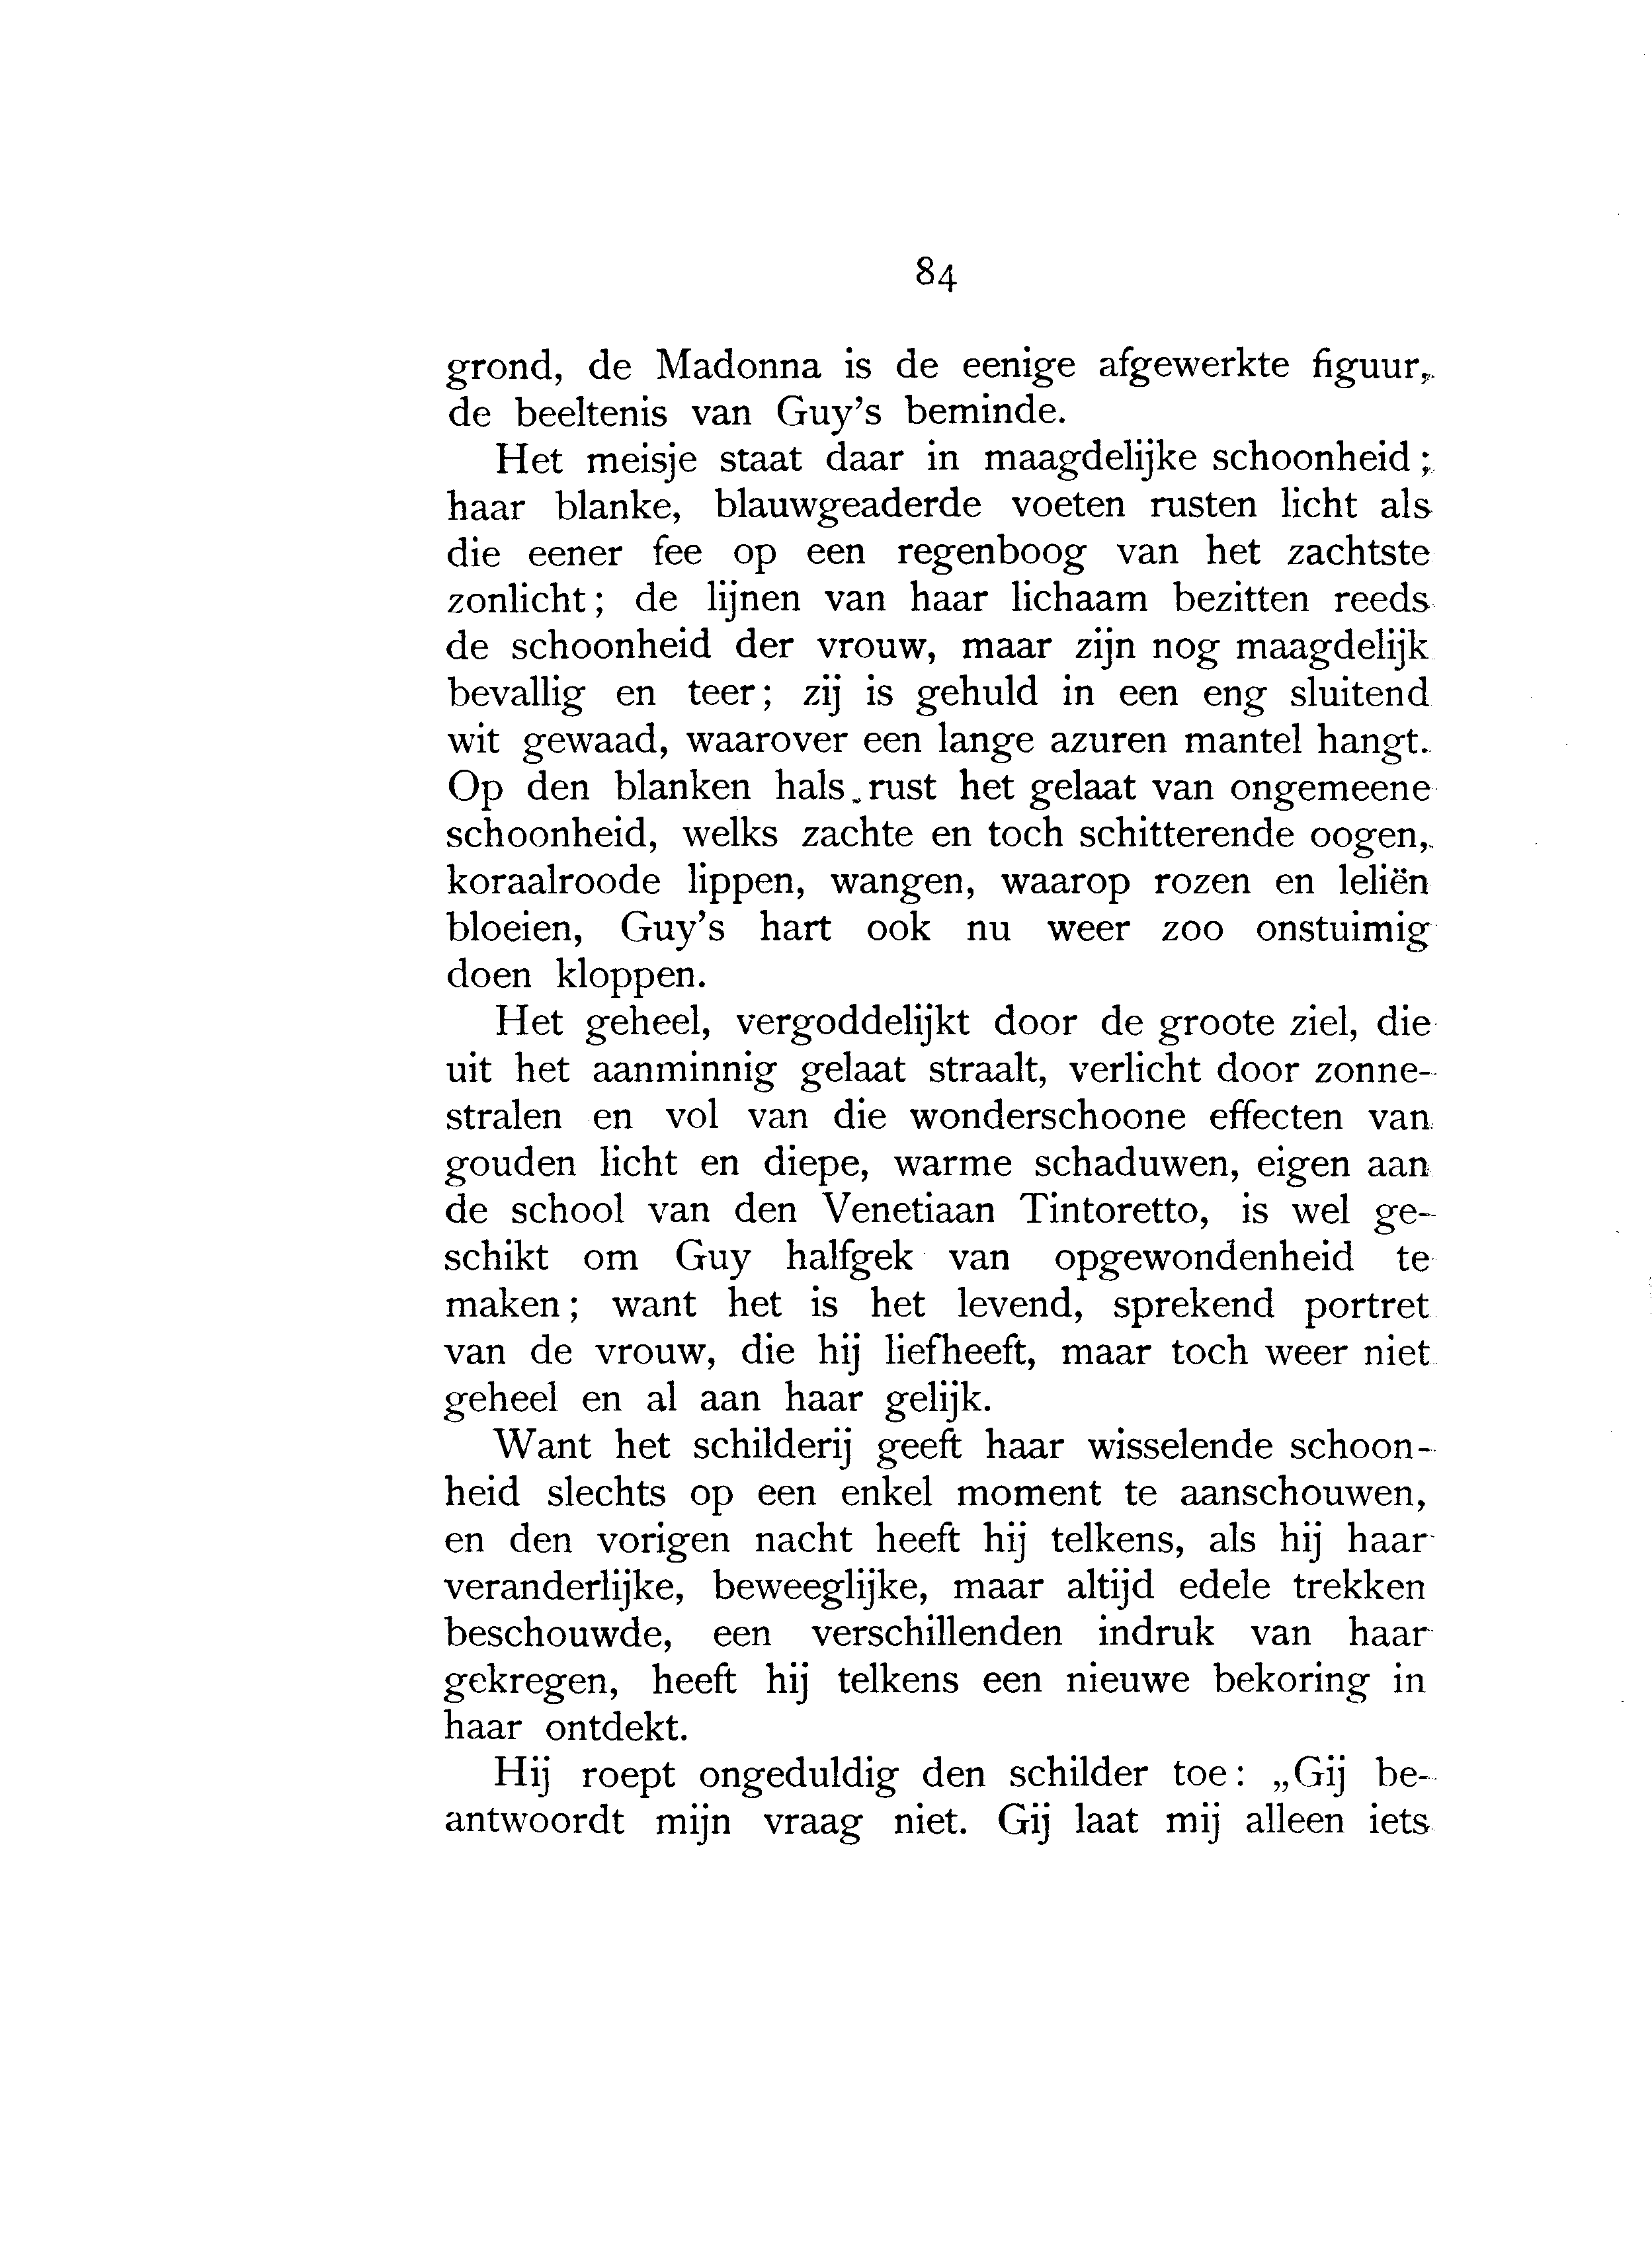 84
grond, de Madonna is de eenige afgewerkte figuur,
de beeltenis van Guy's beminde.
Het meisje staat daar in maagdelijke schoonheid;
haar blanke, blauwgeaderde voeten rusten licht als
die eener fee op een regenboog van het zachtste
zonlicht; de lijnen van haar lichaam bezitten reeds
de schoonheid der vrouw, maar zijn nog maagdelijk
bevallig en teer; zij is gehuld in een eng sluitend
wit gewaad, waarover een lange azuren mantel hangt.
Op den blanken hals rust het gelaat van ongemeene
schoonheid, welks zachte en toch schitterende oogen,
koraalroode lippen, wangen, waarop rozen en leliën
bloeien, Guy's hart ook nu weer zoo onstuimig
doen kloppen.
Het geheel, vergoddelijkt door de groote ziel, die
uit het aanminnig gelaat straalt, verlicht door zonne-
stralen en vol van die wonderschoone effecten van
gouden licht en diepe, warme schaduwen, eigen aan
de school van den Venetiaan Tintoretto, is wel ge-
schikt om Guy halfgek van opgewondenheid te
maken; want het is het levend, sprekend portret
van de vrouw, die hij liefheeft, maar toch weer niet
geheel en al aan haar gelijk.
Want het schilderij geeft haar wisselende schoon-
heid slechts op een enkel moment te aanschouwen,
en den vorigen nacht heeft hij telkens, als hij haar
veranderlijke, beweeglijke, maar altijd edele trekken
beschouwde, een verschillenden indruk van haar
gekregen, heeft hij telkens een nieuwe bekoring in
haar ontdekt.
Hij roept ongeduldig den schilder toe: „Gij be-
antwoordt mijn vraag niet. Gij laat mij alleen iets